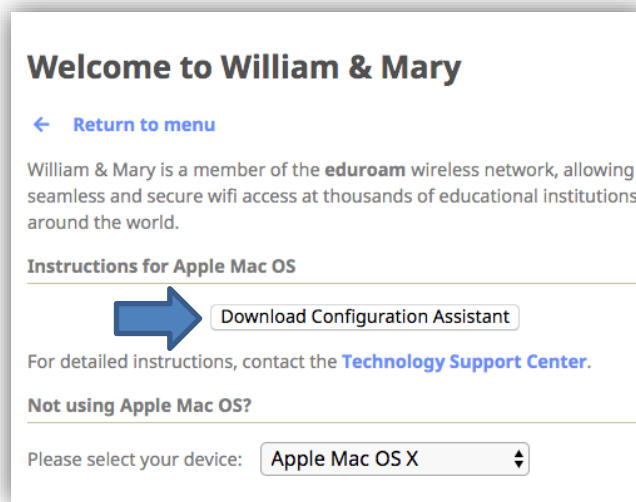 Welcome to William & Mary
← Return to menu
William & Mary is a member of the eduroam wireless network, allowing
seamless and secure wifi access at thousands of educational institutions
around the world.
Instructions for Apple Mac OS
Download Configuration Assistant
For detailed instructions, contact the Technology Support Center.
Not using Apple Mac OS?
Please select your device: Apple Mac OS X